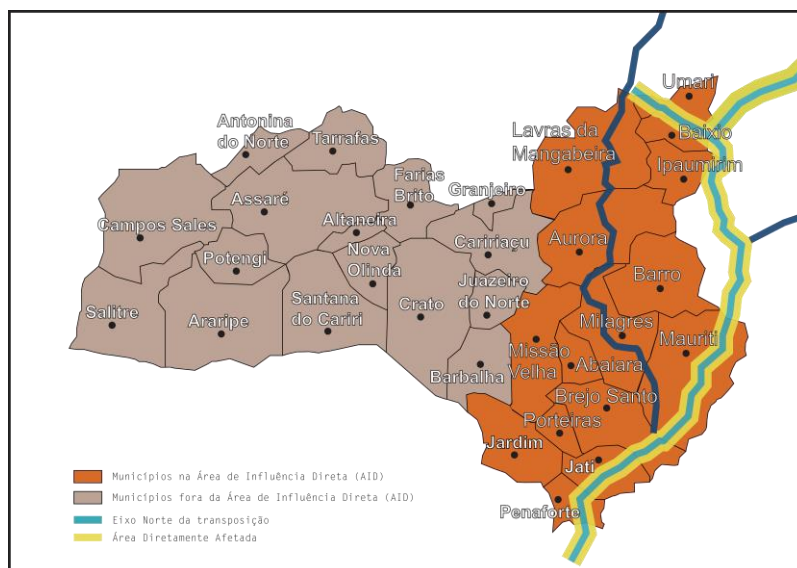 Umari
Antonina
do Norte
Tarrafas
Lavras da
Mangabeira
Baixio
Ipaumirim
Farias
Brito
Granjeiro
Assaré
Campos Sales
Altaneira
Caririaçu
Aurora
Potengi
Nova
Olinda
Barro
Juazeiro
do Norte
Salitre
Araripe
Santana
do Cariri
Crato
Milagres
Mauriti
Missão
Velha
Abaiara
Barbalha
Brejo Santo
Porteiras
Jardim
Jati
Penaforte
Municípios na Área de Influência Direta (AID)
Municípios fora da Área de Influência Direta (AID)
Eixo Norte da transposição
Área Diretamente Afetada